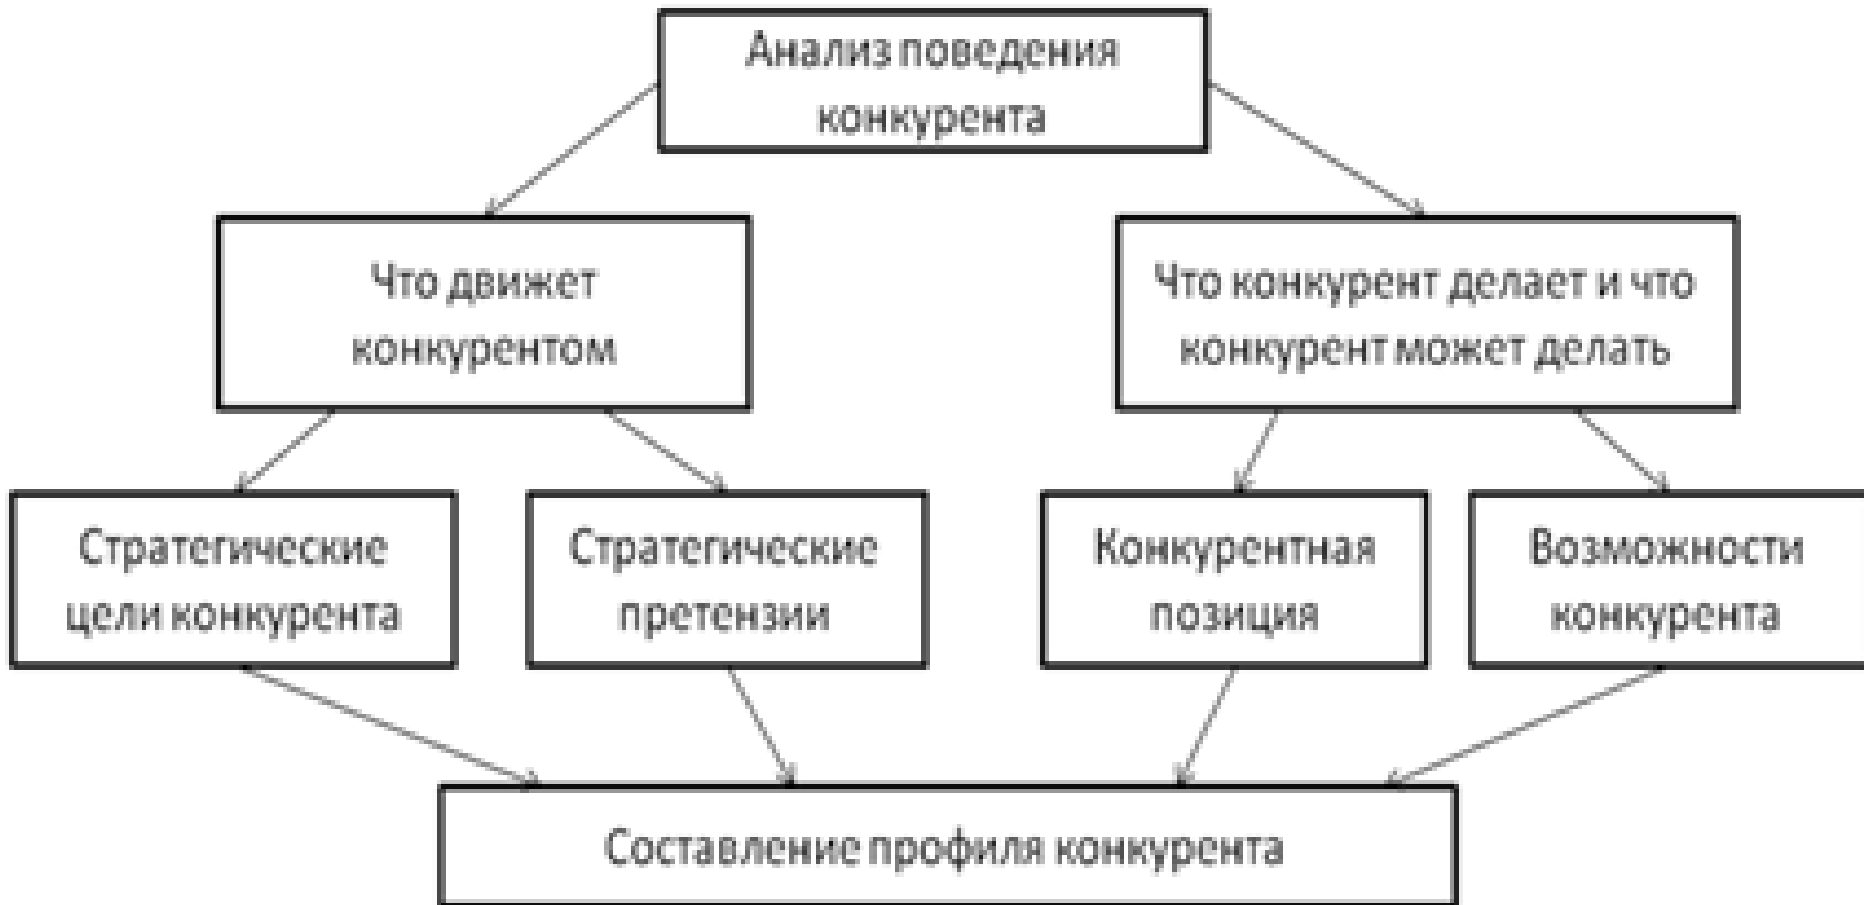 Анализ поведения
конкурента
Что движет
конкурентом
Что конкурент делает и что
конкурент может делать
Стратегические
цели конкурента
Стратегические
претензии
Конкурентная
позиция
Возможности
конкурента
Составление профиля конкурента